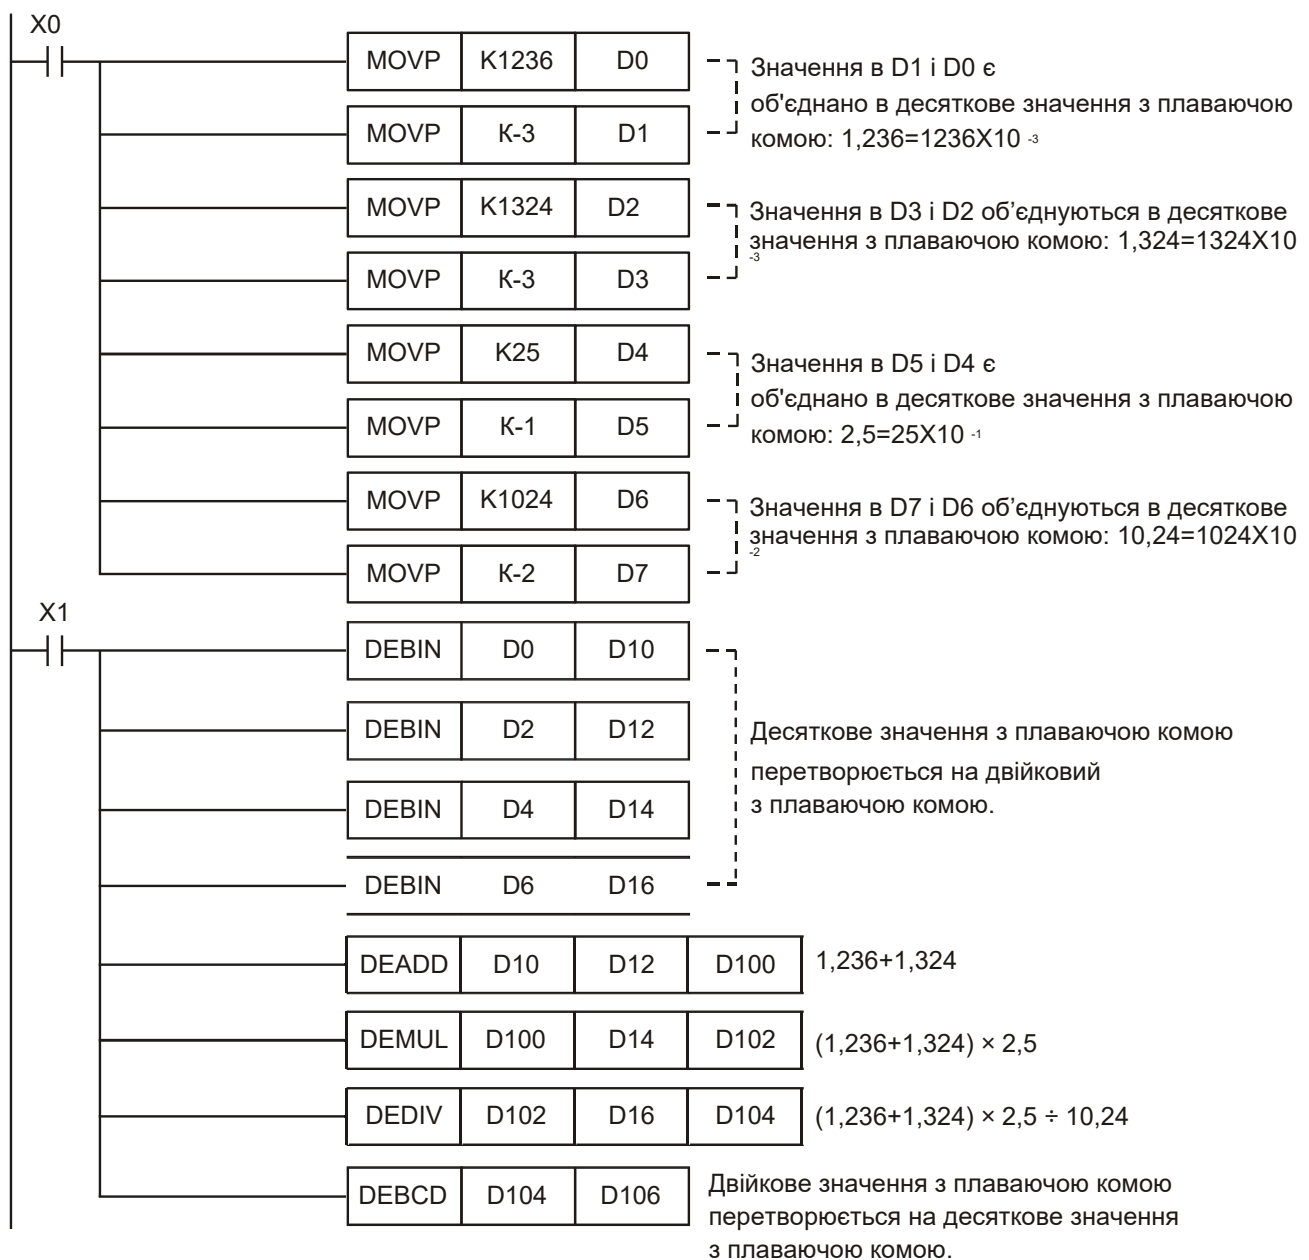 X0
MOVP K1236 D0
Значення в D1 і D0 є
об'єднано в десяткове значення з плаваючою
MOVP К-3 D1
комою: 1,236=1236X10 -3
MOVP K1324 D2
Значення в D3 і D2 об’єднуються в десяткове
значення з плаваючою комою: 1,324=1324X10
-3
MOVP К-3 D3
MOVP K25 D4
Значення в D5 і D4 є
об'єднано в десяткове значення з плаваючою
MOVP К-1 D5
комою: 2,5=25X10 -1
MOVP K1024 D6
Значення в D7 і D6 об’єднуються в десяткове
значення з плаваючою комою: 10,24=1024X10
-2
MOVP К-2 D7
X1
DEBIN D0 D10
DEBIN D2 D12
Десяткове значення з плаваючою комою
перетворюється на двійковий
з плаваючою комою.
DEBIN D4 D14
DEBIN D6 D16
DEADD D10 D12 D100 1,236+1,324
DEMUL D100 D14 D102 (1,236+1,324) × 2,5
DEDIV D102 D16 D104 (1,236+1,324) × 2,5 ÷ 10,24
DEBCD D104 D106
Двійкове значення з плаваючою комою
перетворюється на десяткове значення
з плаваючою комою.